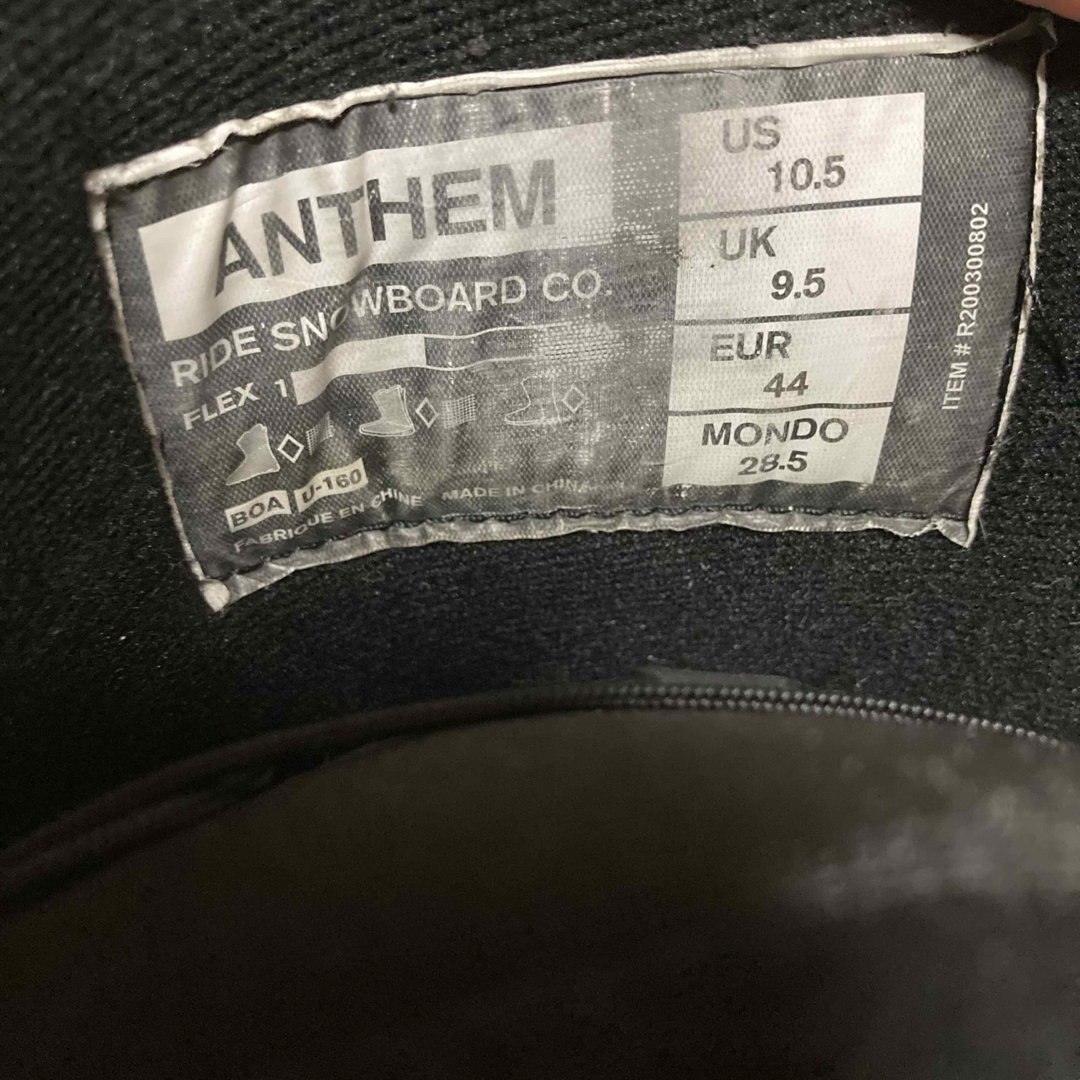 ANTHEM
RIDE SNOWBOARD CO.
FLEX 1
BOA U-160
FABRIQUE EN CHINE MADE IN CHINA
US
10.5
UK
9.5
EUR
44
MONDO
28.5
ITEM # R200300802